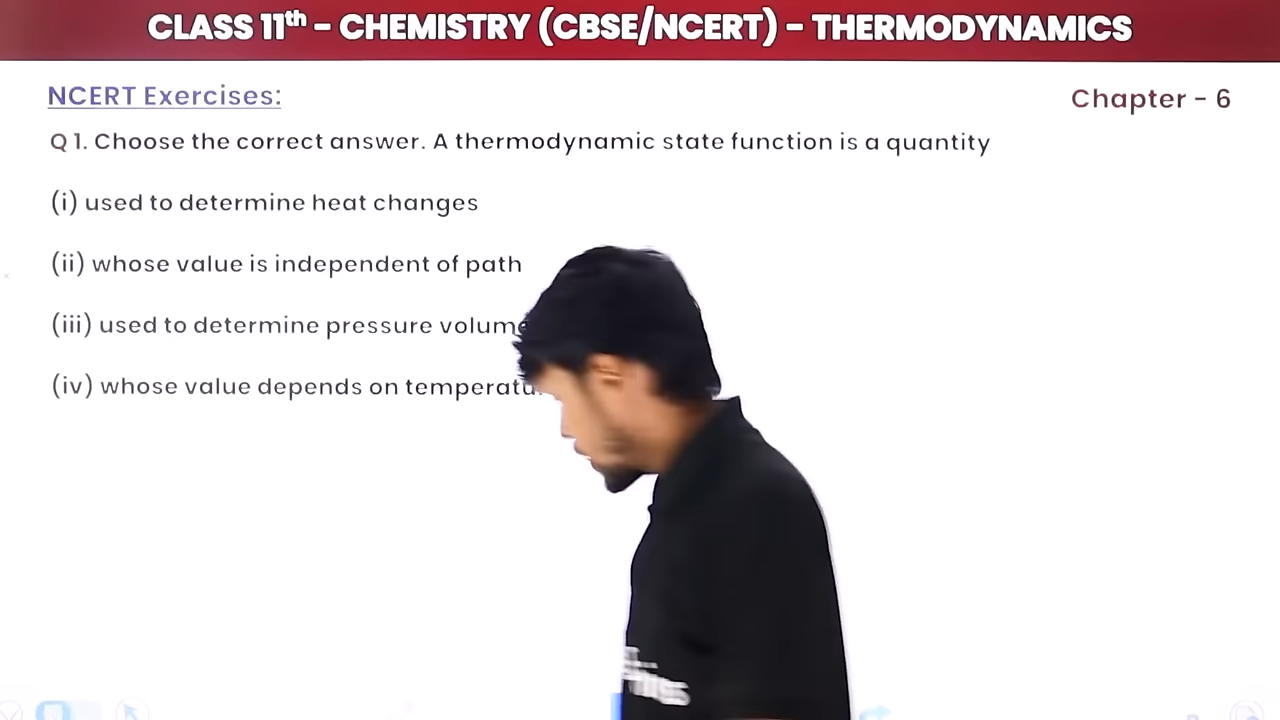 CLASS 11th - CHEMISTRY (CBSE/NCERT) - THERMODYNAMICS
NCERT Exercises:
Chapter - 6
Q 1. Choose the correct answer. A thermodynamic state function is a quantity
(i) used to determine heat changes
(ii) whose value is independent of path
(iii) used to determine pressure volume
(iv) whose value depends on